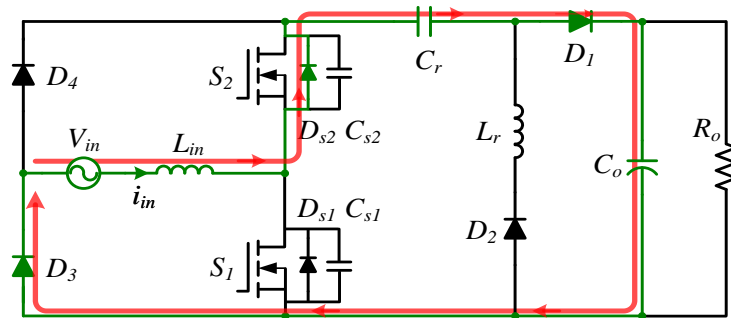 D4
S2
Cr
D1
Vin
Lin
Ds2 Cs2
Lr
Ro
Co
iin
Ds1 Cs1
D2
D3
S1